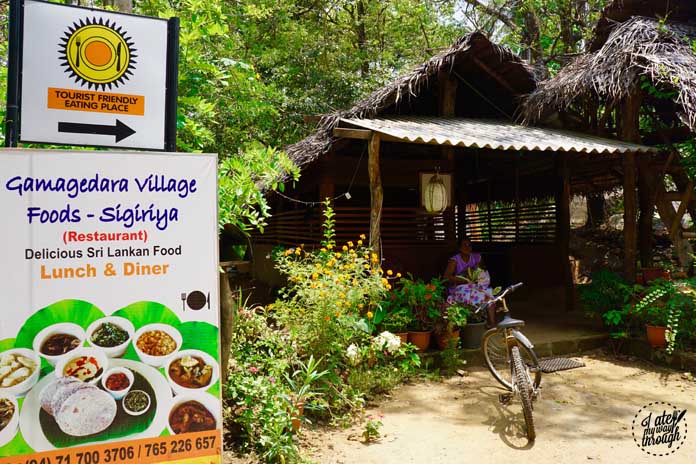 TOURIST FRIENDLY
EATING PLACE
Gamagedara Village
Foods - Sigiriya
(Restaurant)
Delicious Sri Lankan Food
Lunch & Dinner
(94) 71 700 3706 / 765 226 657
I ate
my way
through